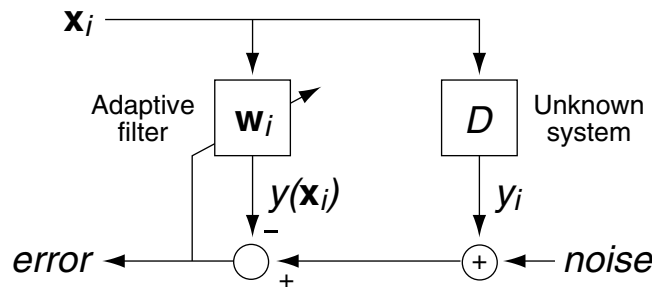 xᵢ
Adaptive
filter
wᵢ
D
Unknown
system
y(xᵢ)
yᵢ
−
error
+
+
noise